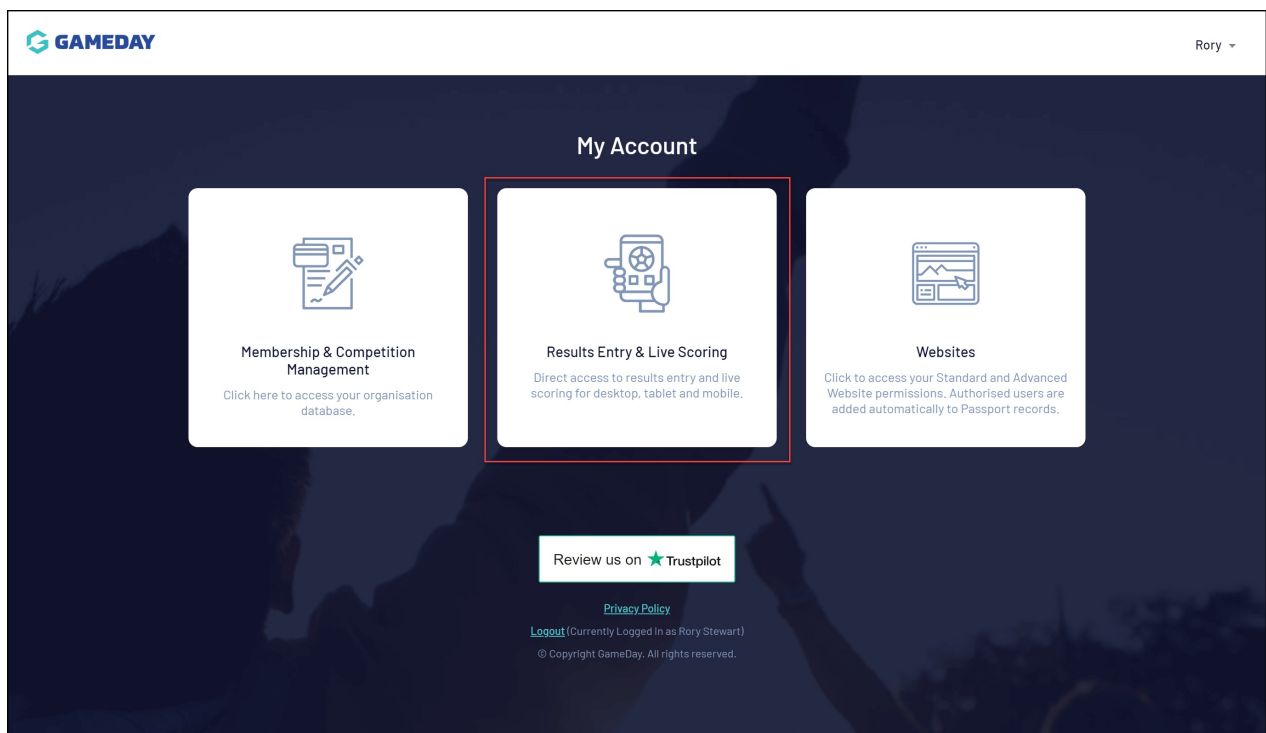 GAMEDAY
Rory
My Account
Membership & Competition
Management
Click here to access your organisation
database.
Results Entry & Live Scoring
Direct access to results entry and live
scoring for desktop, tablet and mobile.
Websites
Click to access your Standard and Advanced
Website permissions. Authorised users are
added automatically to Passport records.
Review us on Trustpilot
Privacy Policy
Logout (Currently Logged in as Rory Stewart)
© Copyright GameDay. All rights reserved.